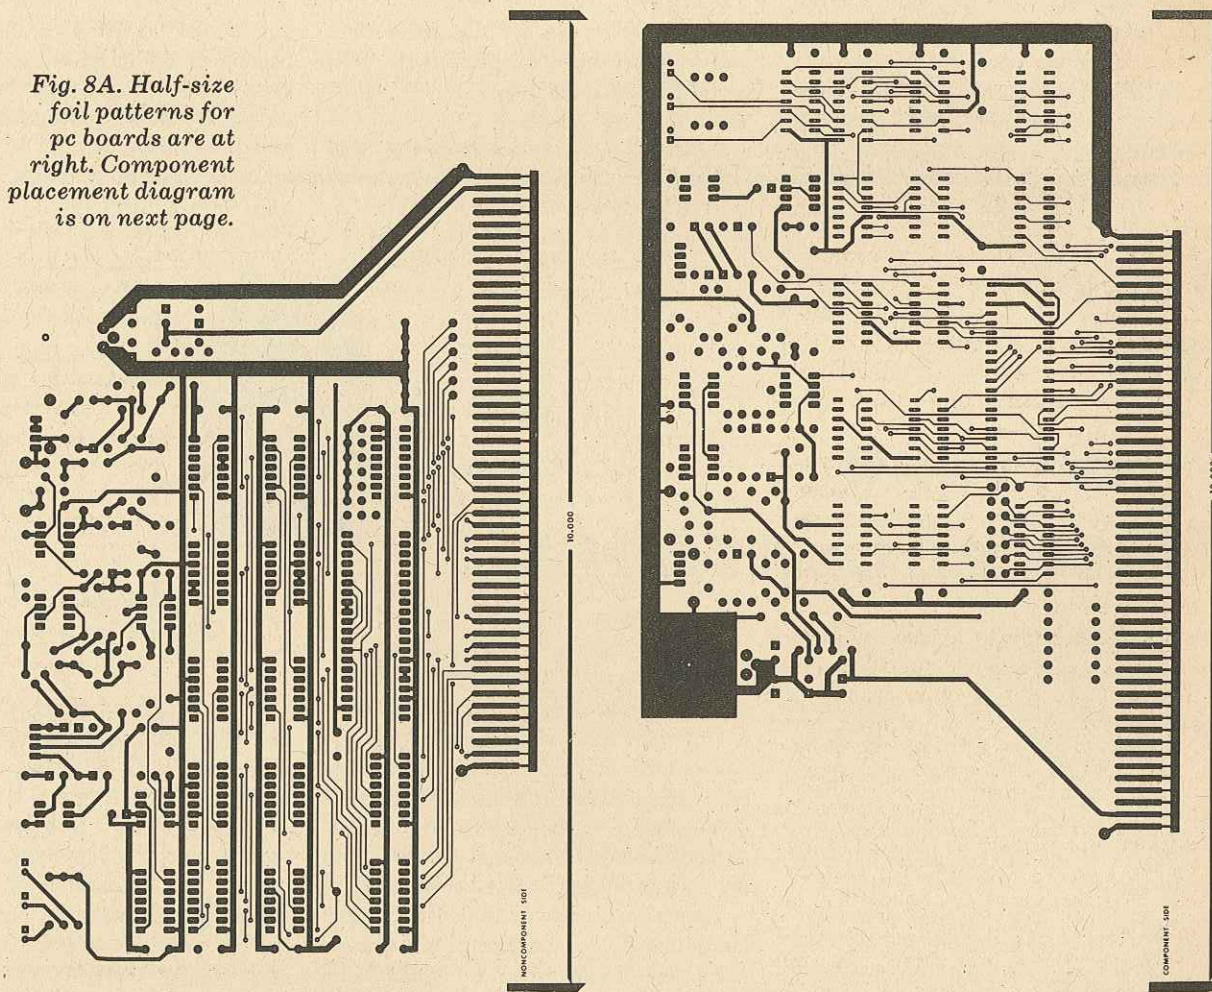 Fig. 8A. Half-size
foil patterns for
pc boards are at
right. Component
placement diagram
is on next page.
10.000
NONCOMPONENT SIDE
COMPONENT SIDE